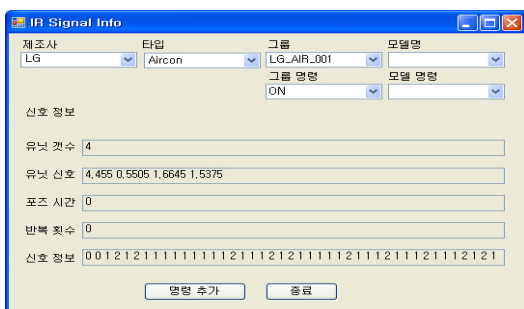 IR Signal Info
제조사 타입 그룹 모델명
LG Aircon LG_AIR_001
그룹 명령 모델 명령
ON
신호 정보
유닛 갯수 4
유닛 신호 4,455 0,5505 1,6645 1,5375
포즈 시간 0
반복 횟수 0
신호 정보 0 0 1 2 1 2 1 1 1 1 1 1 1 1 1 2 1 1 1 2 1 2 1 1 1 1 1 2 1 1 1 2 1 1 1 2 1 1 1 2 1 2 1
명령 추가 종료